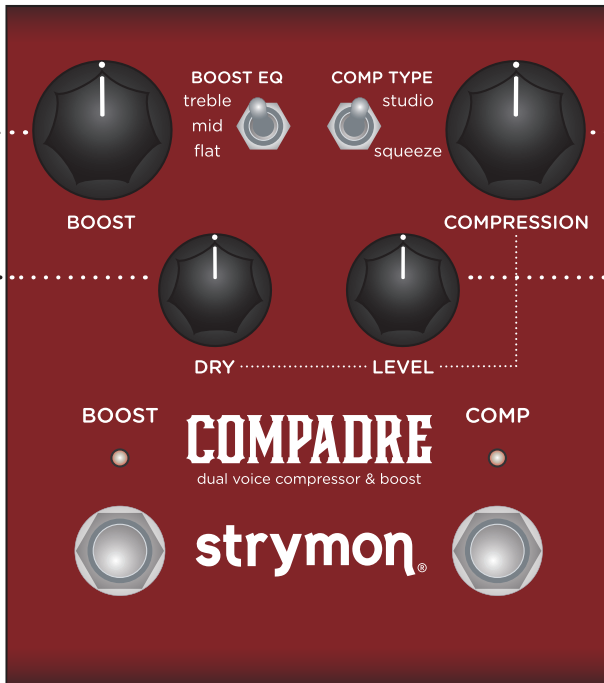 BOOST EQ
COMP TYPE
treble
studio
mid
flat
squeeze
BOOST
COMPRESSION
DRY
LEVEL
BOOST
COMP
COMPADRE
dual voice compressor & boost
strymon®